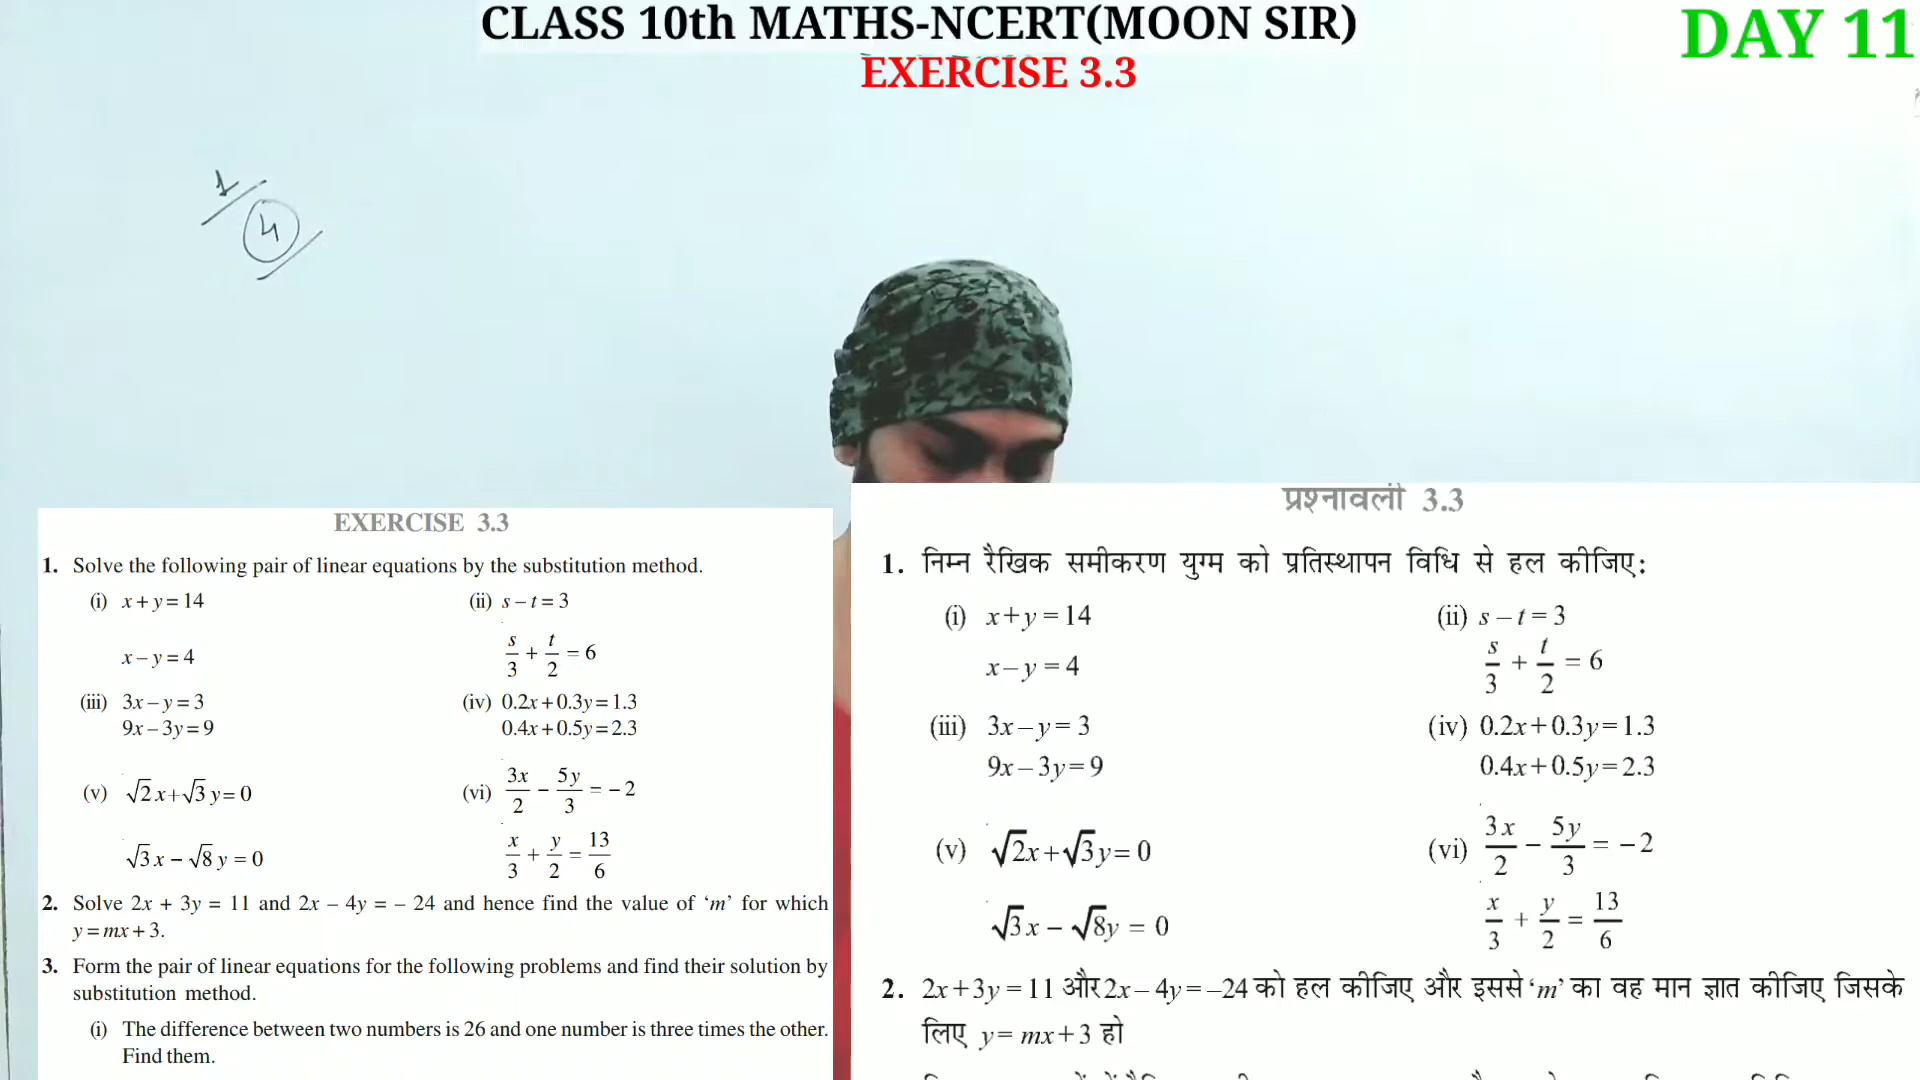 CLASS 10th MATHS-NCERT(MOON SIR)
DAY 11
EXERCISE 3.3
1
4
EXERCISE 3.3
1. Solve the following pair of linear equations by the substitution method.
(i) x + y = 14 (ii) s – t = 3
x – y = 4 s/3 + t/2 = 6
(iii) 3x – y = 3 (iv) 0.2x + 0.3y = 1.3
9x – 3y = 9 0.4x + 0.5y = 2.3
(v) √2 x + √3 y = 0 (vi) 3x/2 – 5y/3 = – 2
√3 x – √8 y = 0 x/3 + y/2 = 13/6
2. Solve 2x + 3y = 11 and 2x – 4y = – 24 and hence find the value of ‘m’ for which
y = mx + 3.
3. Form the pair of linear equations for the following problems and find their solution by
substitution method.
(i) The difference between two numbers is 26 and one number is three times the other.
Find them.
प्रश्नावली 3.3
1. निम्न रैखिक समीकरण युग्म को प्रतिस्थापन विधि से हल कीजिए:
(i) x + y = 14 (ii) s – t = 3
x – y = 4 s/3 + t/2 = 6
(iii) 3x – y = 3 (iv) 0.2x + 0.3y = 1.3
9x – 3y = 9 0.4x + 0.5y = 2.3
(v) √2x + √3y = 0 (vi) 3x/2 – 5y/3 = – 2
√3 x – √8y = 0 x/3 + y/2 = 13/6
2. 2x + 3y = 11 और 2x – 4y = –24 को हल कीजिए और इससे ‘m’ का वह मान ज्ञात कीजिए जिसके
लिए y = mx + 3 हो